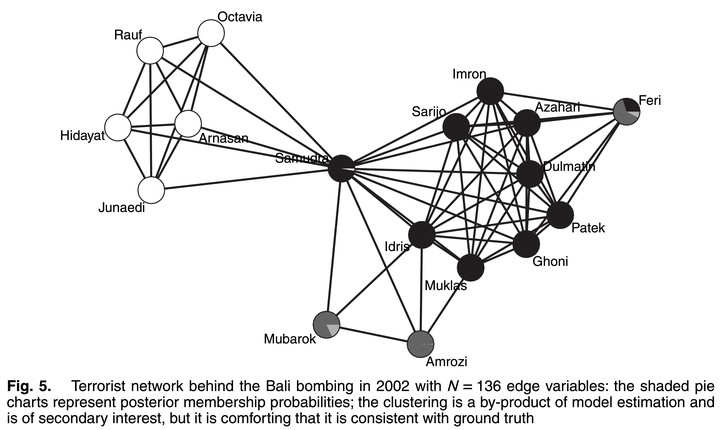 Octavia
Rauf
Imron
Feri
Sarijo
Azahari
Hidayat
Arnasan
Samudra
Dulmatin
Junaedi
Patek
Idris
Ghoni
Muklas
Mubarok
Amrozi
Fig. 5. Terrorist network behind the Bali bombing in 2002 with N = 136 edge variables: the shaded pie
charts represent posterior membership probabilities; the clustering is a by-product of model estimation and
is of secondary interest, but it is comforting that it is consistent with ground truth